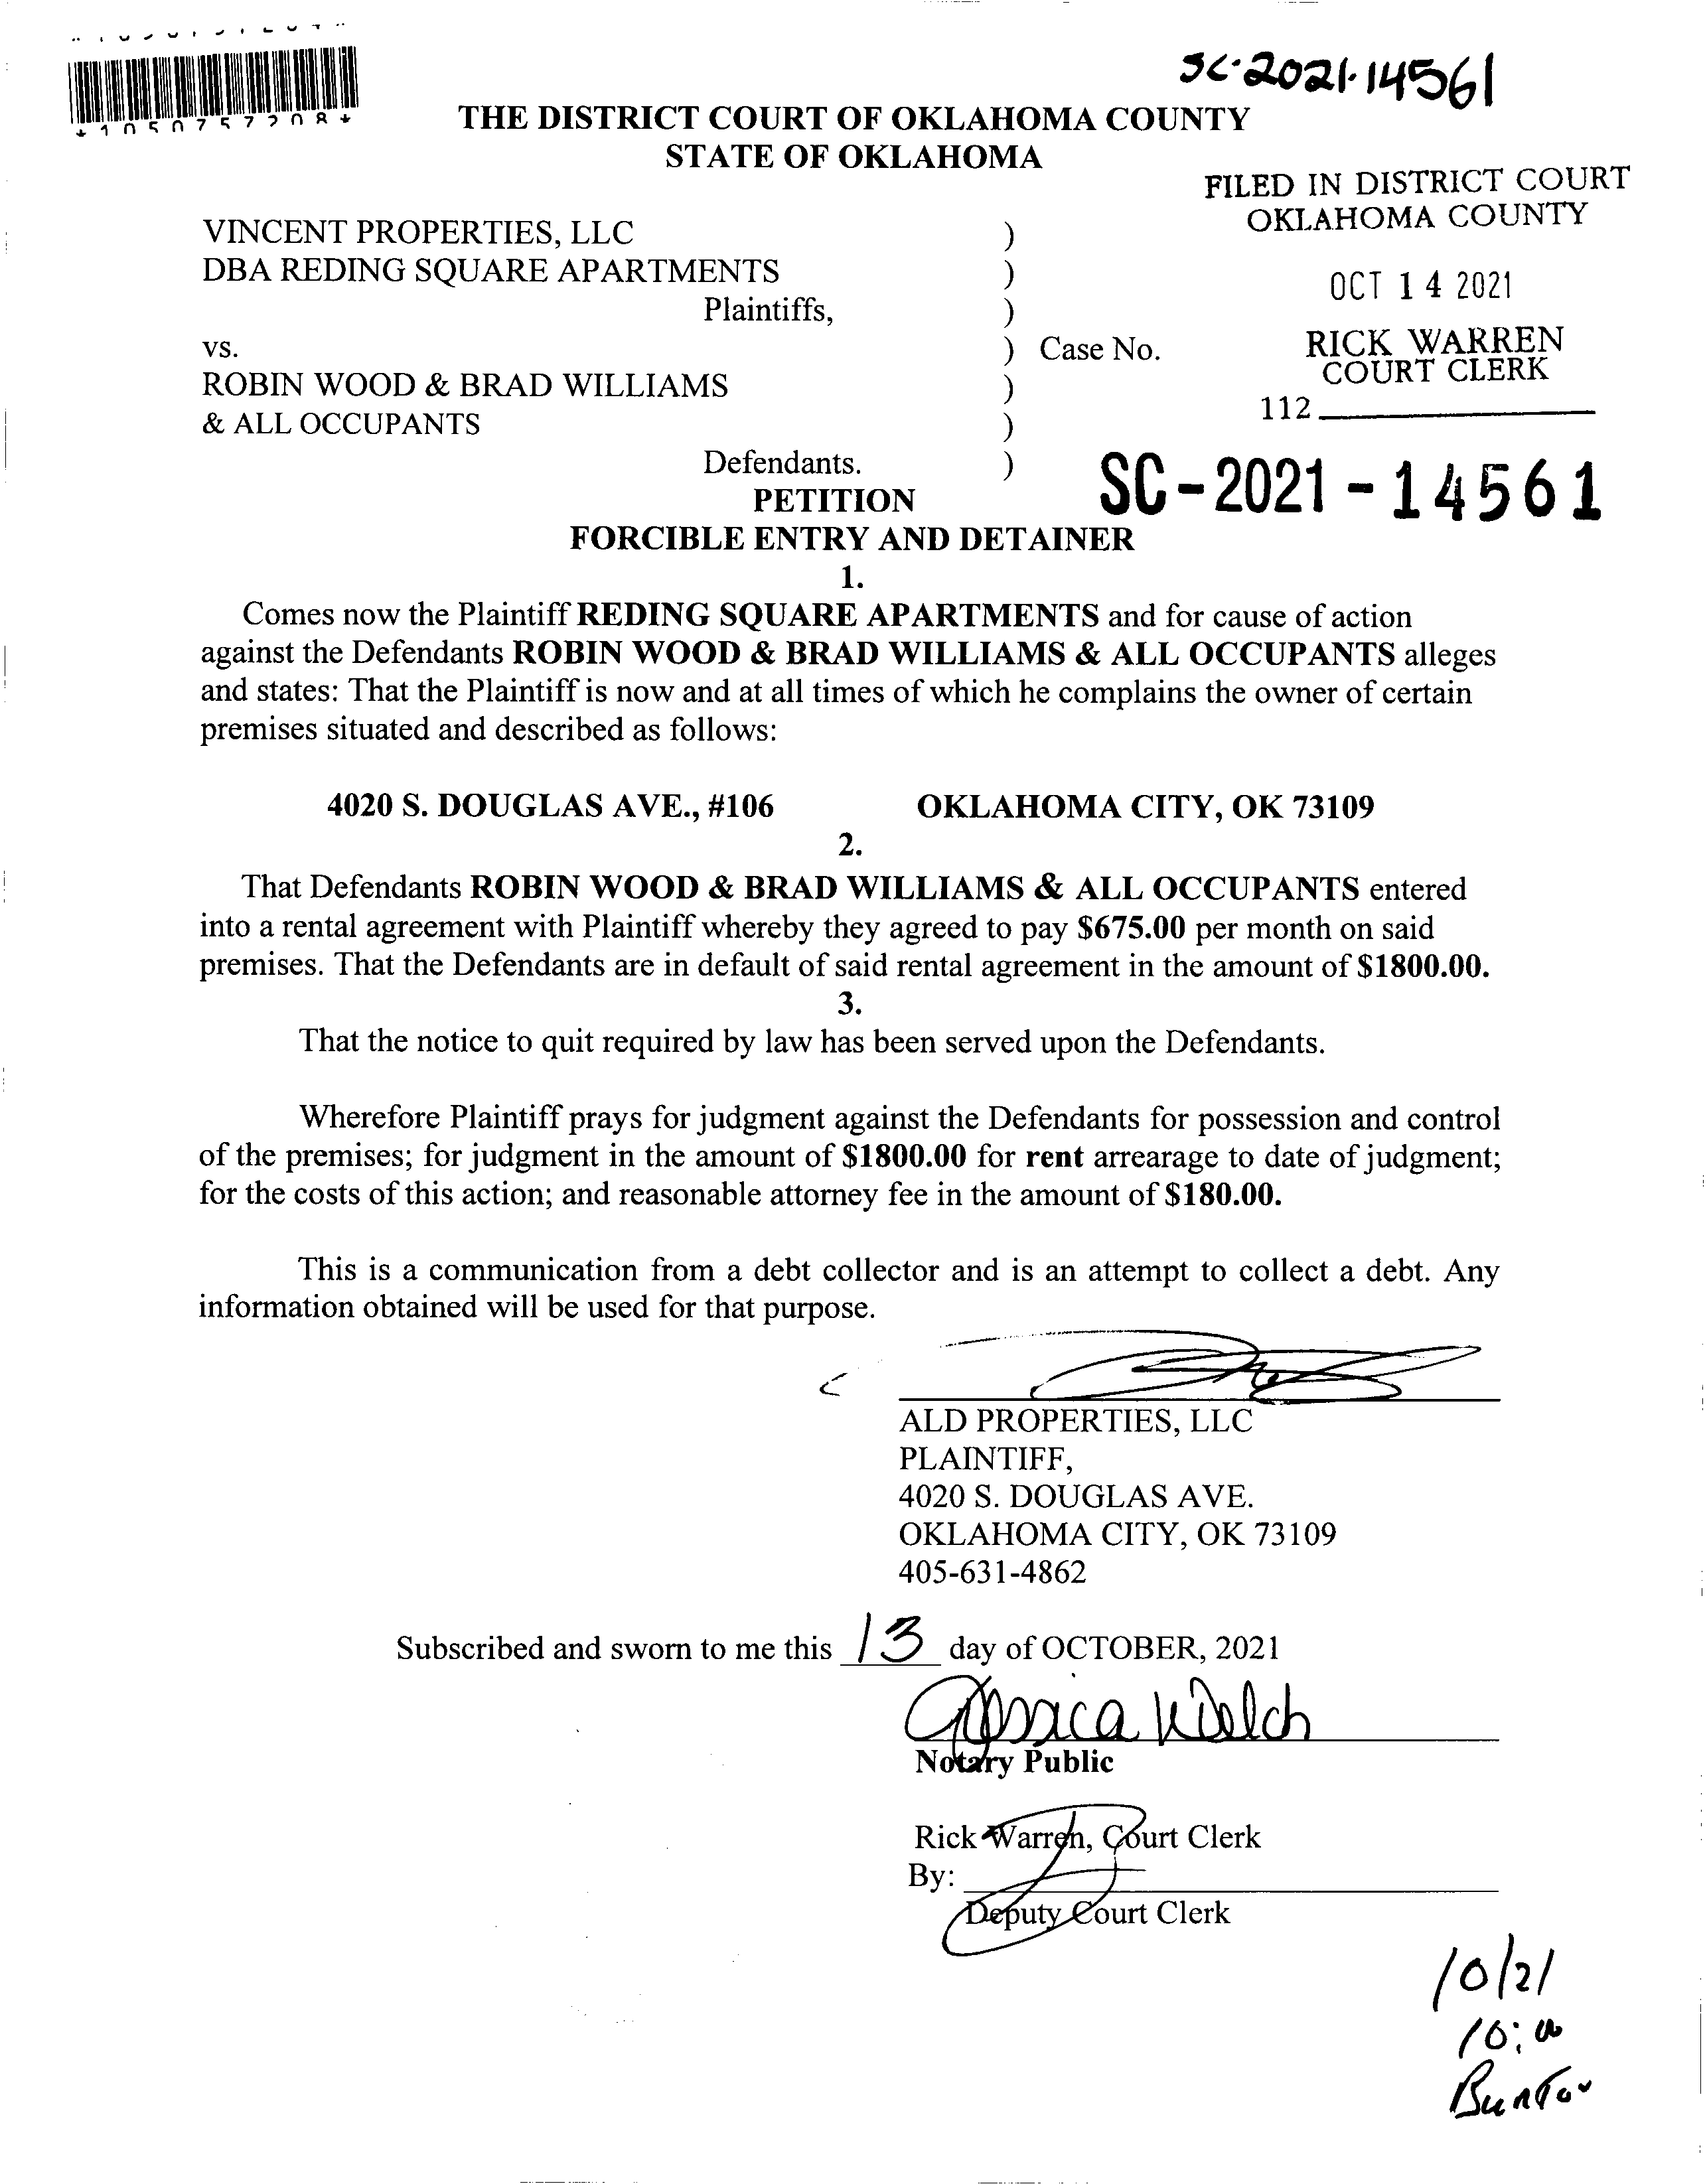 *1050757208*
SC-2021-14561
THE DISTRICT COURT OF OKLAHOMA COUNTY
STATE OF OKLAHOMA
FILED IN DISTRICT COURT
OKLAHOMA COUNTY
OCT 14 2021
RICK WARREN
COURT CLERK
112
VINCENT PROPERTIES, LLC )
DBA REDING SQUARE APARTMENTS )
Plaintiffs, )
vs. ) Case No.
ROBIN WOOD & BRAD WILLIAMS )
& ALL OCCUPANTS )
Defendants. )
SC-2021-14561
PETITION
FORCIBLE ENTRY AND DETAINER
1.
Comes now the Plaintiff REDING SQUARE APARTMENTS and for cause of action
against the Defendants ROBIN WOOD & BRAD WILLIAMS & ALL OCCUPANTS alleges
and states: That the Plaintiff is now and at all times of which he complains the owner of certain
premises situated and described as follows:
4020 S. DOUGLAS AVE., #106 OKLAHOMA CITY, OK 73109
2.
That Defendants ROBIN WOOD & BRAD WILLIAMS & ALL OCCUPANTS entered
into a rental agreement with Plaintiff whereby they agreed to pay $675.00 per month on said
premises. That the Defendants are in default of said rental agreement in the amount of $1800.00.
3.
That the notice to quit required by law has been served upon the Defendants.
Wherefore Plaintiff prays for judgment against the Defendants for possession and control
of the premises; for judgment in the amount of $1800.00 for rent arrearage to date of judgment;
for the costs of this action; and reasonable attorney fee in the amount of $180.00.
This is a communication from a debt collector and is an attempt to collect a debt. Any
information obtained will be used for that purpose.
ALD PROPERTIES, LLC
PLAINTIFF,
4020 S. DOUGLAS AVE.
OKLAHOMA CITY, OK 73109
405-631-4862
Subscribed and sworn to me this 13 day of OCTOBER, 2021
Jessica Welch
Notary Public
Rick Warren, Court Clerk
By:
Deputy Court Clerk
10/21